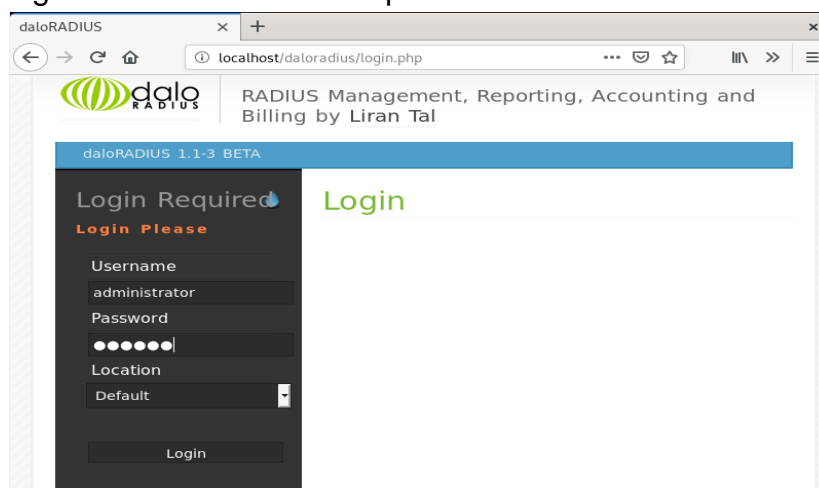 daloRADIUS
localhost/daloradius/login.php
dalo
RADIUS
RADIUS Management, Reporting, Accounting and
Billing by Liran Tal
daloRADIUS 1.1-3 BETA
Login Required
Login Please
Login
Username
administrator
Password
●●●●●●
Location
Default
Login